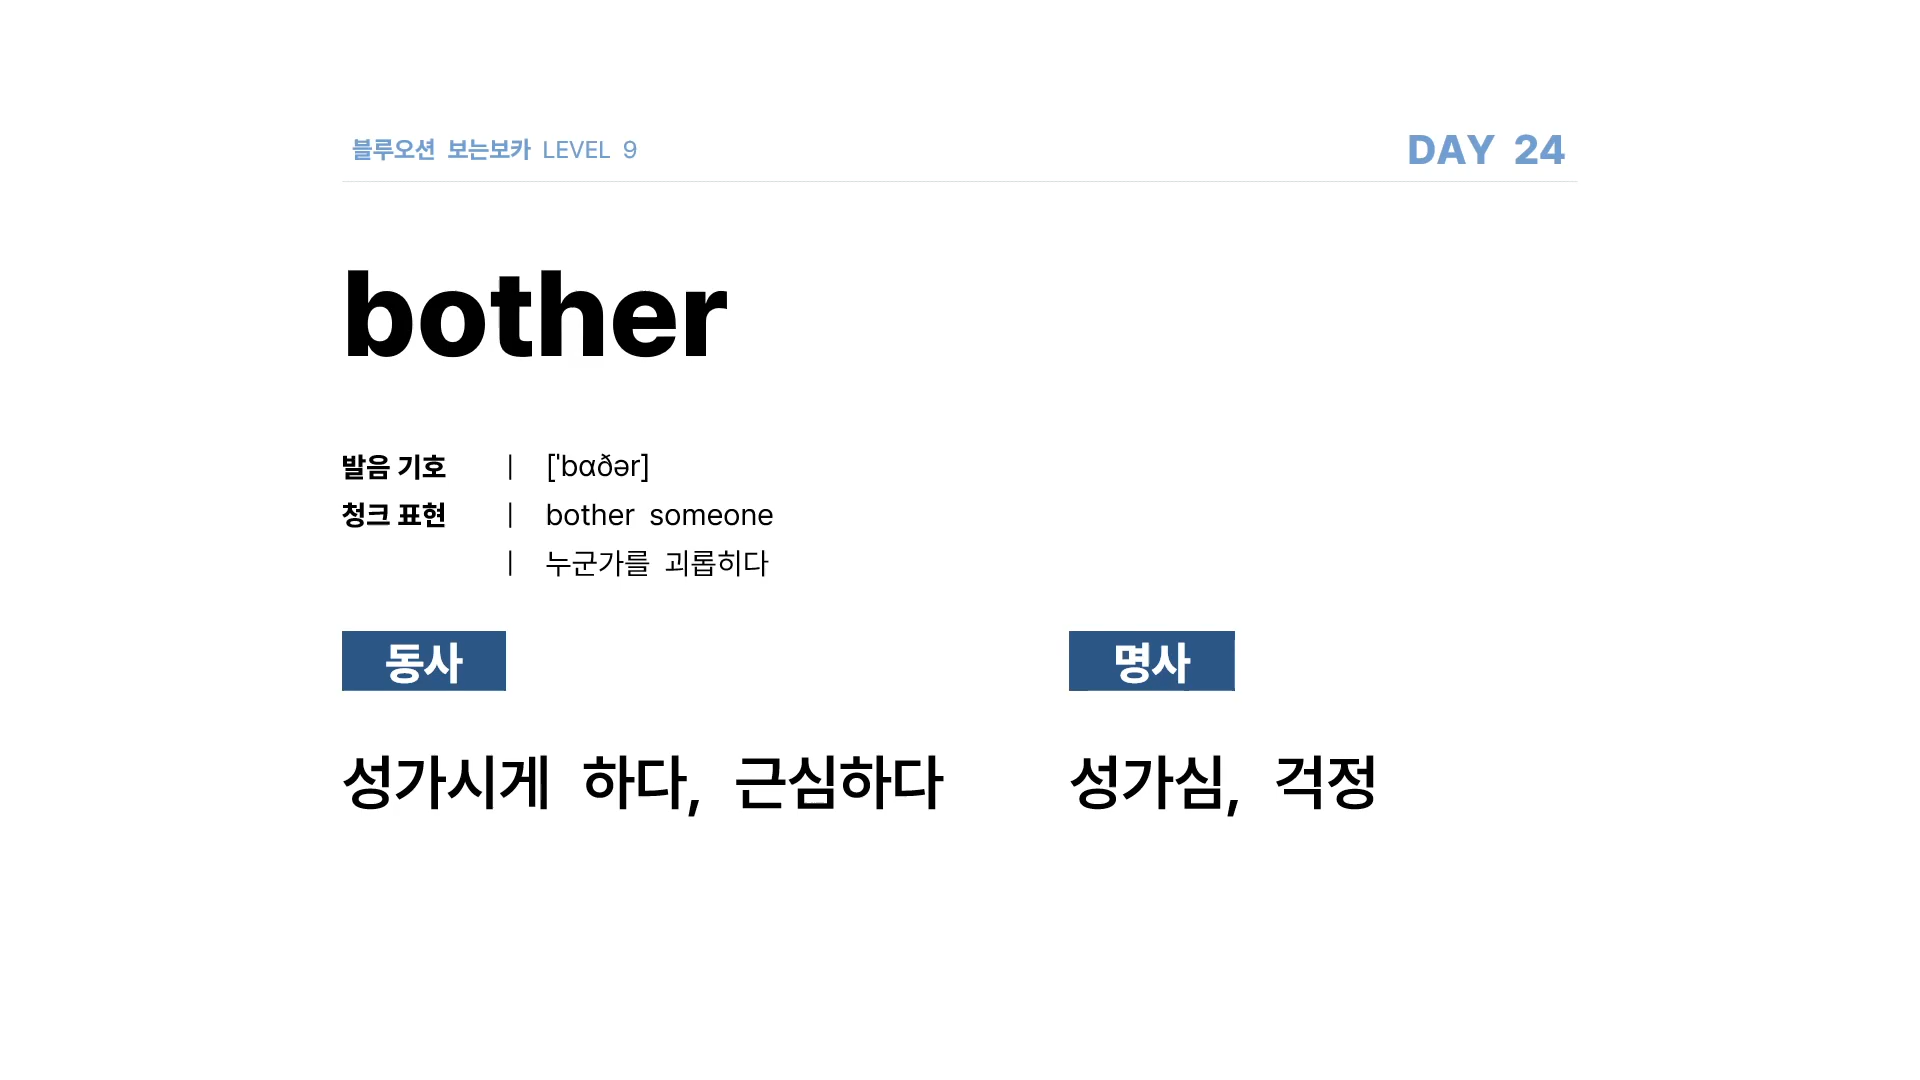 블루오션 보는보카 LEVEL 9
DAY 24
bother
발음 기호 | [ˈbɑðər]
청크 표현 | bother someone
| 누군가를 괴롭히다
동사
명사
성가시게 하다, 근심하다
성가심, 걱정